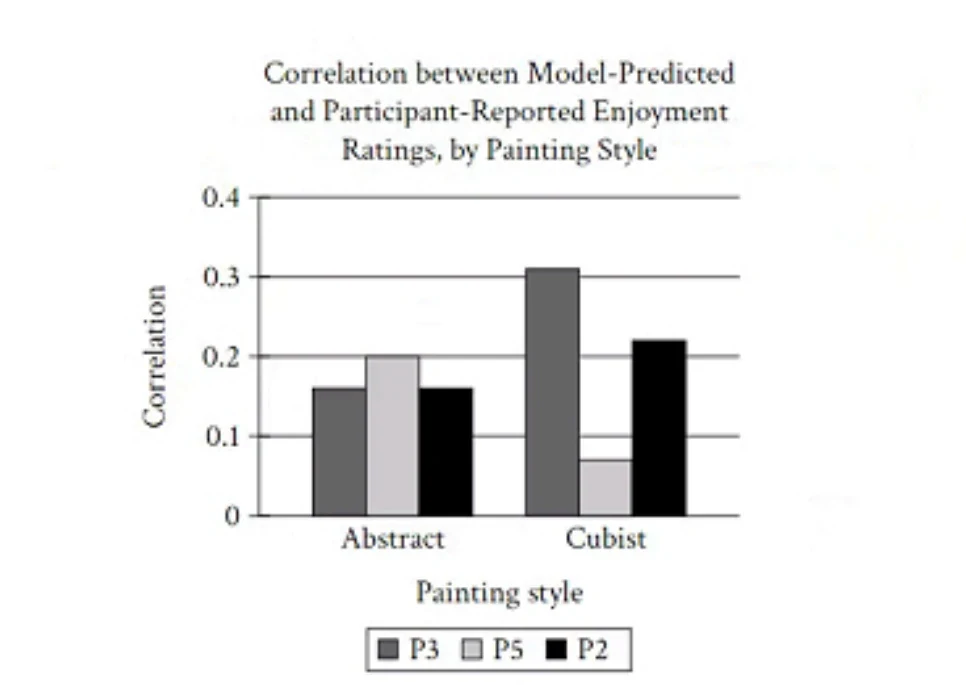 Correlation between Model-Predicted
and Participant-Reported Enjoyment
Ratings, by Painting Style
0.4
0.3
0.2
0.1
0
Correlation
Abstract Cubist
Painting style
P3 P5 P2